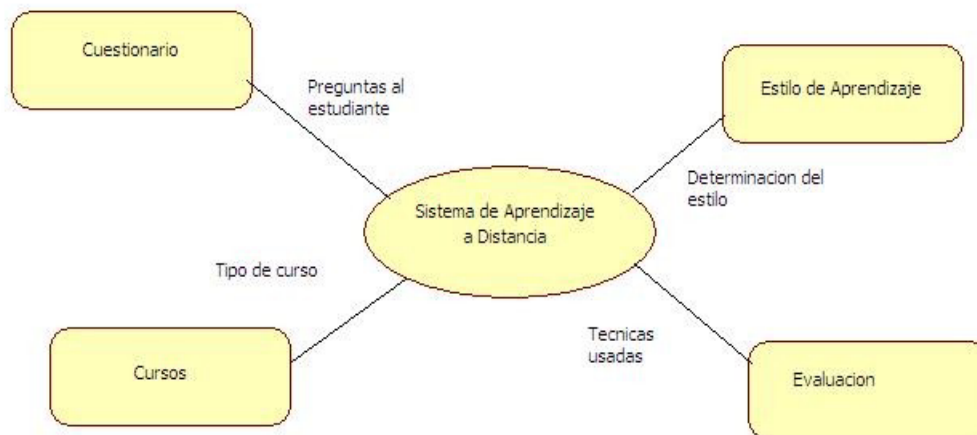 Cuestionario
Preguntas al
estudiante
Estilo de Aprendizaje
Determinacion del
estilo
Sistema de Aprendizaje
a Distancia
Tipo de curso
Tecnicas
usadas
Cursos
Evaluacion